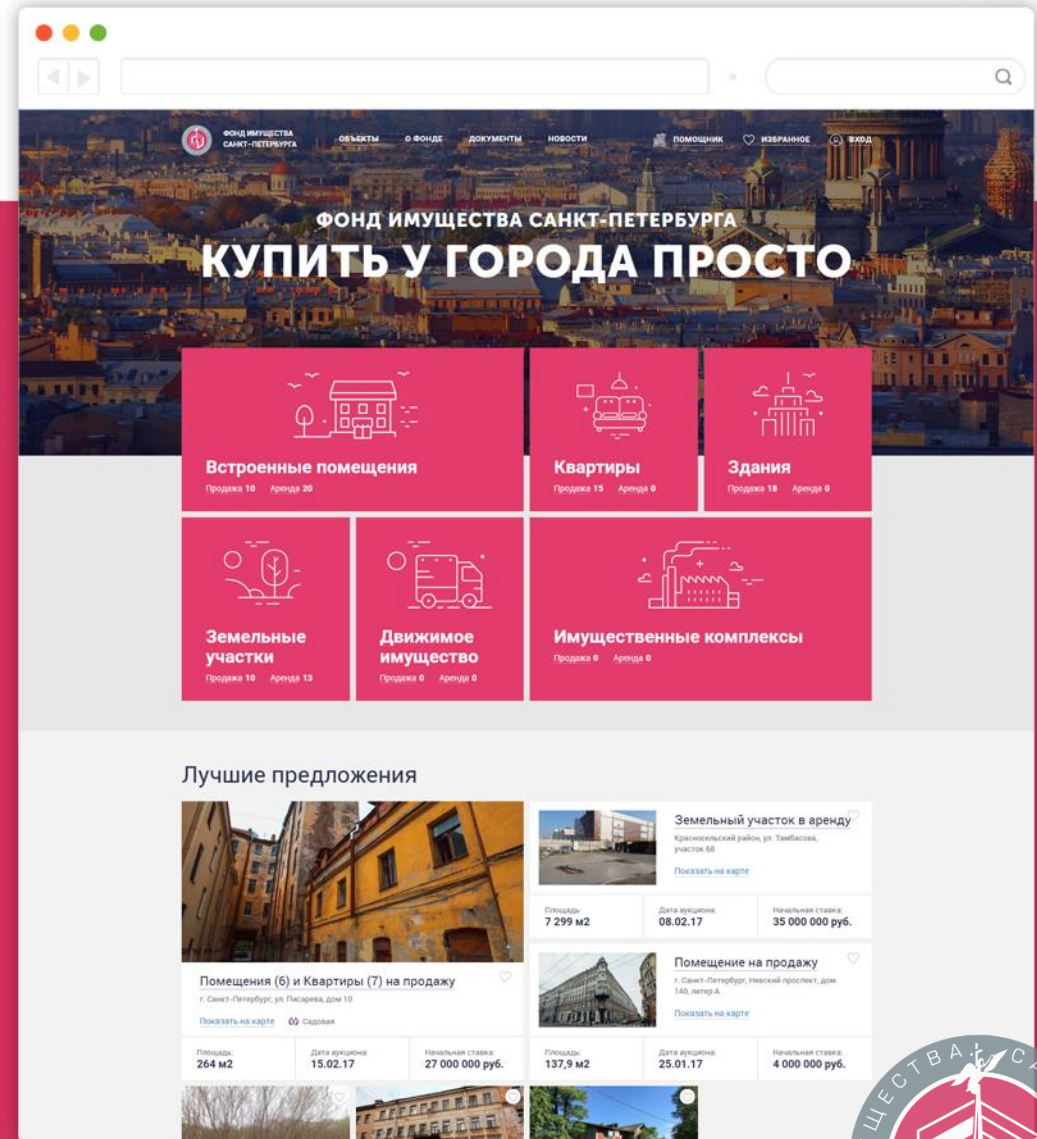 ФОНД ИМУЩЕСТВА
САНКТ-ПЕТЕРБУРГА
ОБЪЕКТЫ
О ФОНДЕ
ДОКУМЕНТЫ
НОВОСТИ
ПОМОЩНИК
ИЗБРАННОЕ
ВХОД
ФОНД ИМУЩЕСТВА САНКТ-ПЕТЕРБУРГА
КУПИТЬ У ГОРОДА ПРОСТО
Встроенные помещения
Продажа 10 Аренда 20
Квартиры
Продажа 15 Аренда 0
Здания
Продажа 18 Аренда 0
Земельные
участки
Продажа 10 Аренда 13
Движимое
имущество
Продажа 0 Аренда 0
Имущественные комплексы
Продажа 0 Аренда 0
Лучшие предложения
Помещения (6) и Квартиры (7) на продажу
г. Санкт-Петербург, ул. Писарева, дом 10
Показать на карте Садовая
Площадь:
264 м2
Дата аукциона:
15.02.17
Начальная ставка:
27 000 000 руб.
Земельный участок в аренду
Красносельский район, ул. Тамбасова,
участок 68
Показать на карте
Площадь:
7 299 м2
Дата аукциона:
08.02.17
Начальная ставка:
35 000 000 руб.
Помещение на продажу
г. Санкт-Петербург, Невский проспект, дом
140, литер А
Показать на карте
Площадь:
137,9 м2
Дата аукциона:
25.01.17
Начальная ставка:
4 000 000 руб.